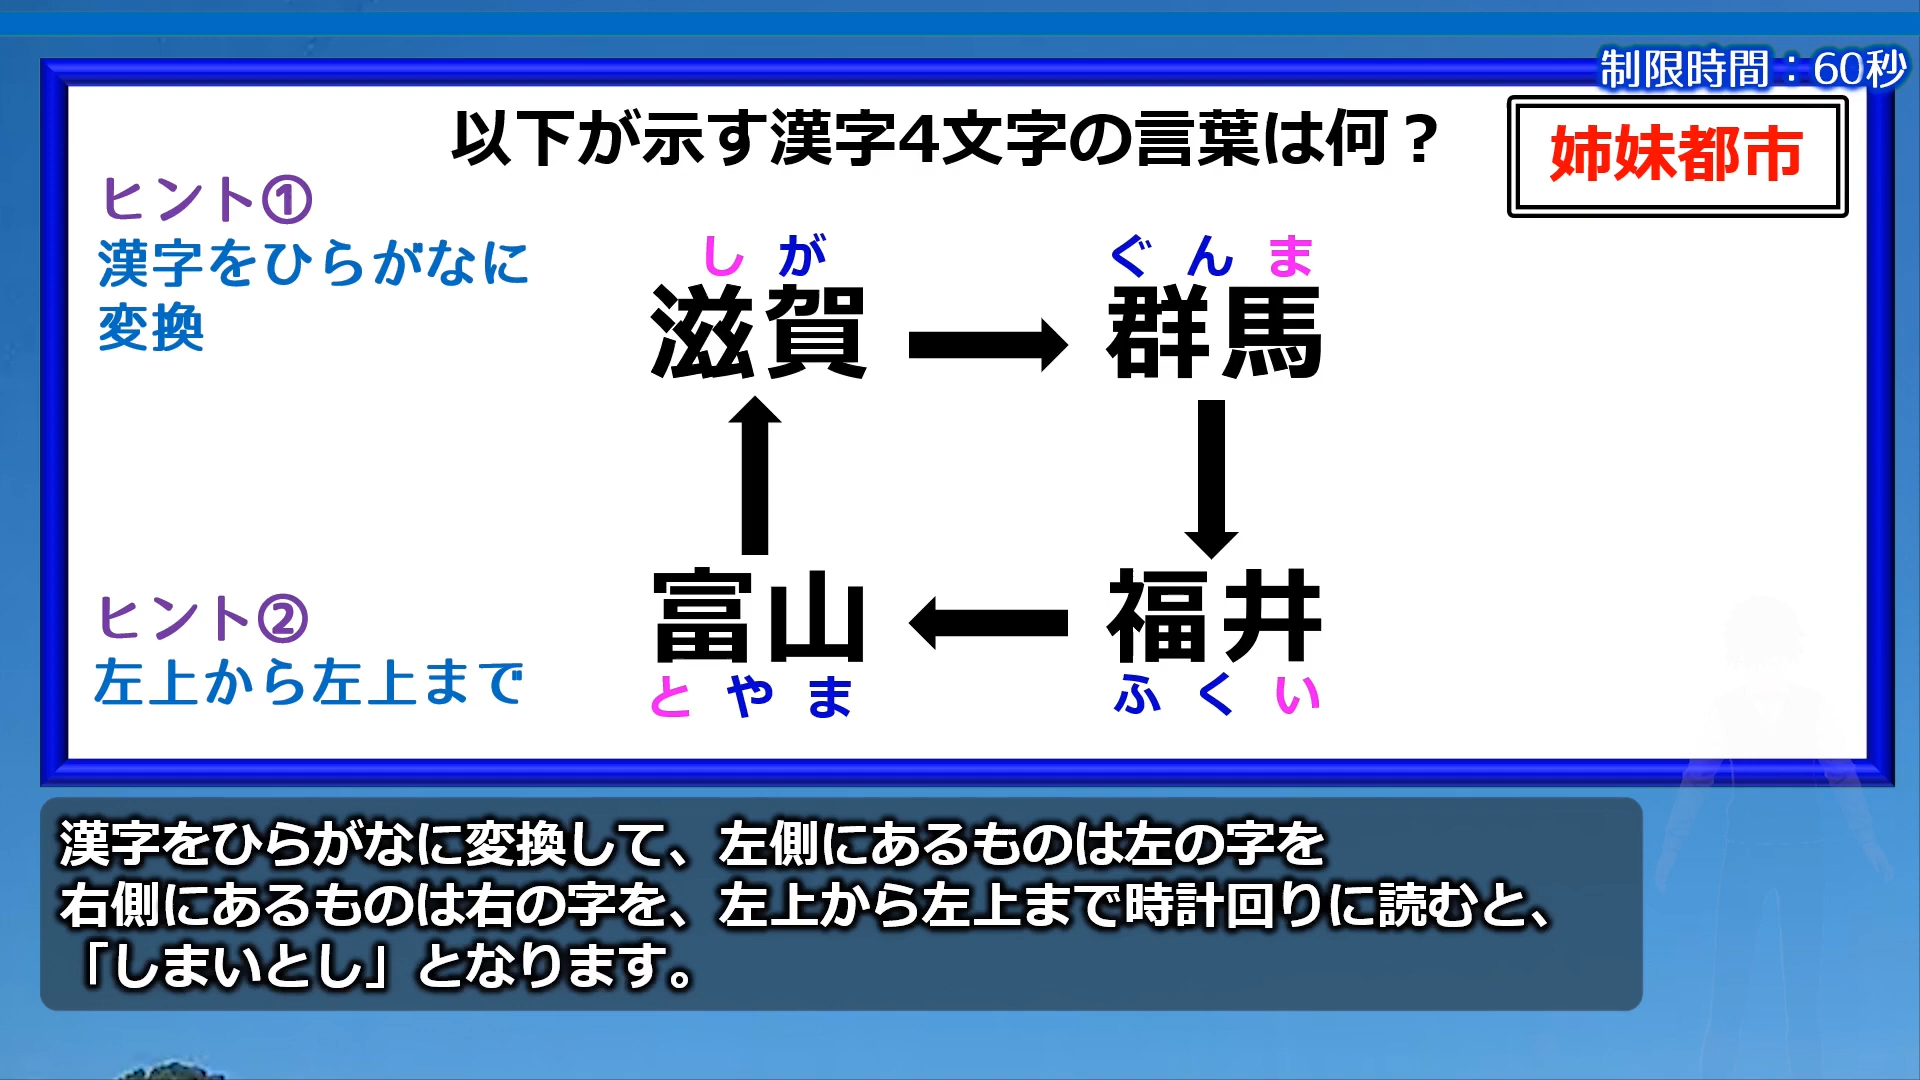 制限時間：60秒
以下が示す漢字4文字の言葉は何？
姉妹都市
ヒント①
漢字をひらがなに
変換
しが
ぐんま
滋賀
群馬
富山
福井
とやま
ふくい
ヒント②
左上から左上まで
漢字をひらがなに変換して、左側にあるものは左の字を
右側にあるものは右の字を、左上から左上まで時計回りに読むと、
「しまいとし」となります。